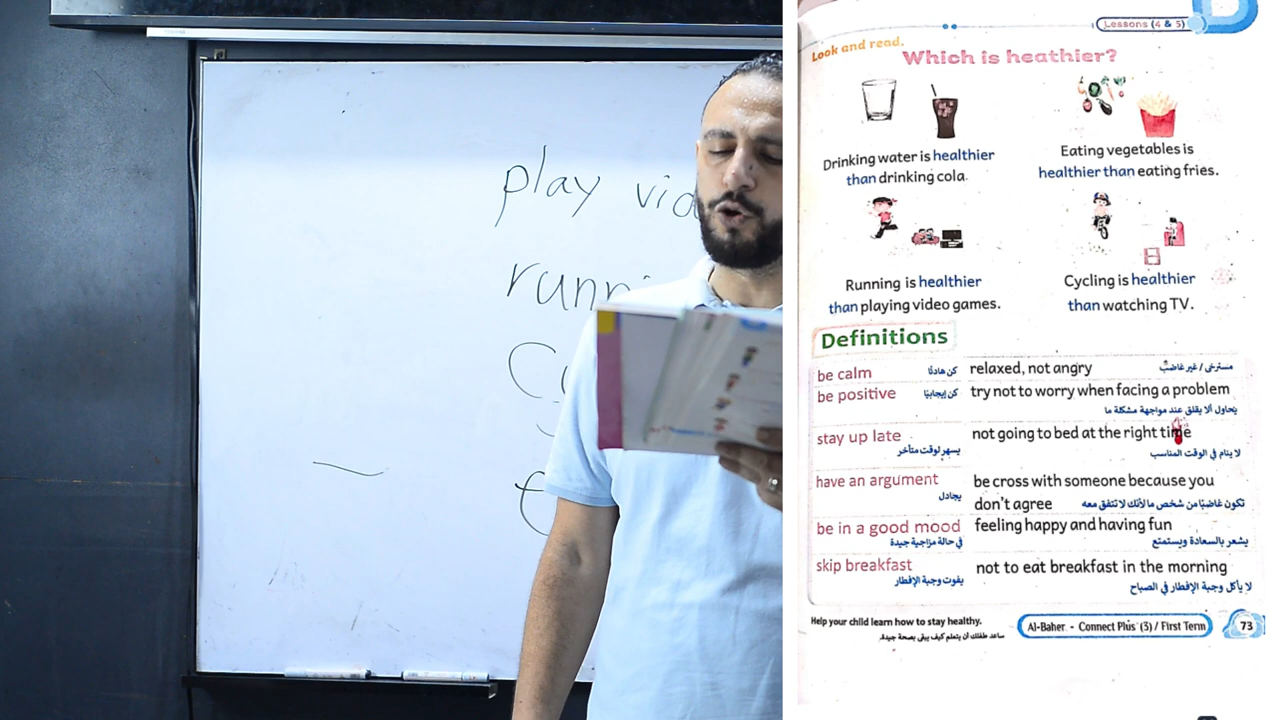 play
Lessons (4 & 5)
Look and read.
Which is heathier?
Drinking water is healthier
than drinking cola.
Eating vegetables is
healthier than eating fries.
Running is healthier
than playing video games.
Cycling is healthier
than watching TV.
Definitions
be calm كن هادئًا relaxed, not angry مسترخى / غير غاضب
be positive كن إيجابيًا try not to worry when facing a problem
يحاول ألا يقلق عند مواجهة مشكلة ما
stay up late not going to bed at the right time
يسهر لوقت متأخر لا ينام في الوقت المناسب
have an argument be cross with someone because you
يجادل don't agree تكون غاضبًا من شخص ما لأنك لا تتفق معه
be in a good mood feeling happy and having fun
في حالة مزاجية جيدة يشعر بالسعادة ويستمتع
skip breakfast not to eat breakfast in the morning
يفوت وجبة الإفطار لا يأكل وجبة الإفطار في الصباح
Help your child learn how to stay healthy.
ساعد طفلك أن يتعلم كيف يبقى بصحة جيدة.
Al-Baher - Connect Plus (3) / First Term 73